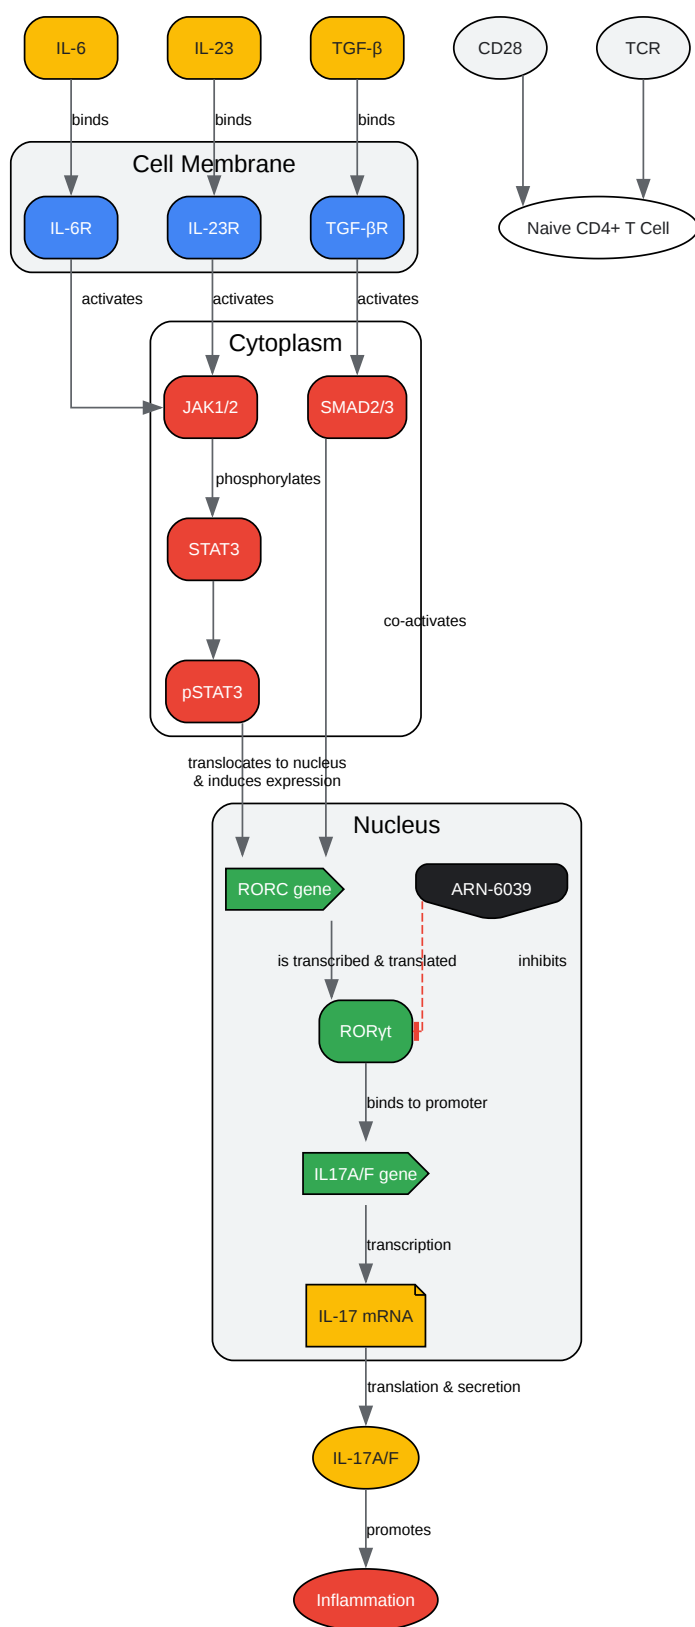 IL-6
IL-23
TGF-β
CD28
TCR
binds
binds
binds
Cell Membrane
IL-6R
IL-23R
TGF-βR
Naive CD4+ T Cell
activates
activates
activates
Cytoplasm
JAK1/2
SMAD2/3
phosphorylates
STAT3
co-activates
pSTAT3
translocates to nucleus
& induces expression
Nucleus
RORC gene
ARN-6039
is transcribed & translated
inhibits
RORγt
binds to promoter
IL17A/F gene
transcription
IL-17 mRNA
translation & secretion
IL-17A/F
promotes
Inflammation